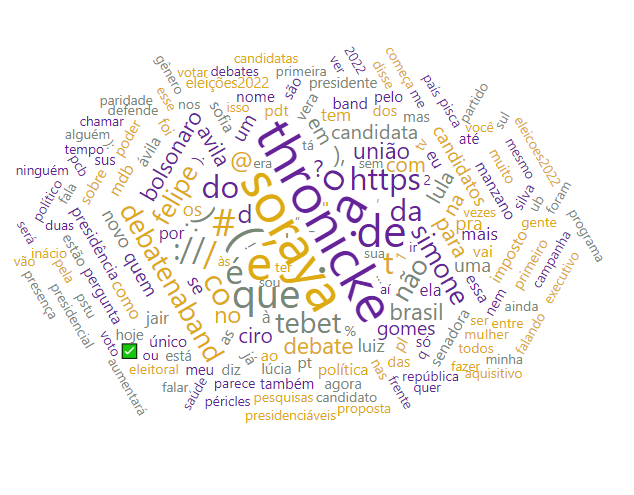 candidatas
2022
começa
gênero
votar
debates
primeira
ver
disse
me
país
pisca
partido
eleições2022
são
presidente
paridade
esse
nos
isso
nome
pdt
vera
band
pelo
defende
foi
sofia
um
tem
dos
mas
tv
você
sul
eleicoes2022
chamar
alguém
poder
os
avila
em
candidata
eu
até
mesmo
tempo
ávila
).
era
tá
),
sem
união
candidatos
ninguém
pcb
sus
mdb
bolsonaro
@
?
com
lula
na
manzano
silva
ub
foram
político
fala
sobre
felipe
do
thronicke
o
https
2
muito
vezes
gente
programa
duas
presidência
novo
debatenaband
#
d
soraya
a
da
simone
para
pra
primeiro
campanha
será
estão
quem
por
:
://
/
(
"
de
mais
vai
imposto
executivo
inácio
pela
pergunta
é
às
ter
sua
ir
t
1
não
uma
essa
nem
vão
pstu
como
se
co
que
sou
ai
ela
ainda
presença
presidencial
jair
no
à
tebet
%
gomes
brasil
senadora
ser
entre
falando
hoje
único
as
ciro
debate
luiz
pl
só
q
mulher
todos
✅
voto
ou
está
já
ao
lúcia
pt
política
das
nas
minha
fazer
aquisitivo
aumentará
eleitoral
meu
diz
parece
também
agora
república
falar
saúde
péricles
pesquisas
candidato
frente
quer
presidenciáveis
proposta